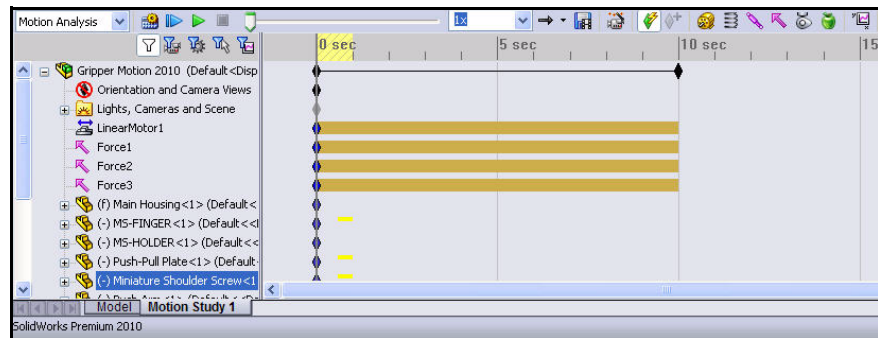 Motion Analysis
1x
0 sec
5 sec
10 sec
15
Gripper Motion 2010 (Default<Disp
Orientation and Camera Views
Lights, Cameras and Scene
LinearMotor1
Force1
Force2
Force3
(f) Main Housing<1> (Default<
(-) MS-FINGER<1> (Default<<
(-) MS-HOLDER<1> (Default<<
(-) Push-Pull Plate<1> (Default
(-) Miniature Shoulder Screw<1
Model
Motion Study 1
SolidWorks Premium 2010